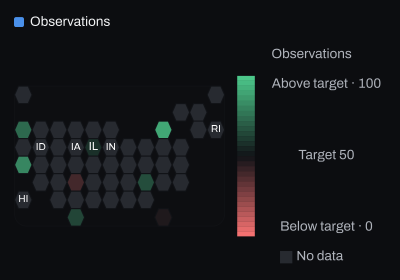 Observations
Observations
Above target · 100
RI
ID IA IL IN
Target 50
HI
Below target · 0
No data